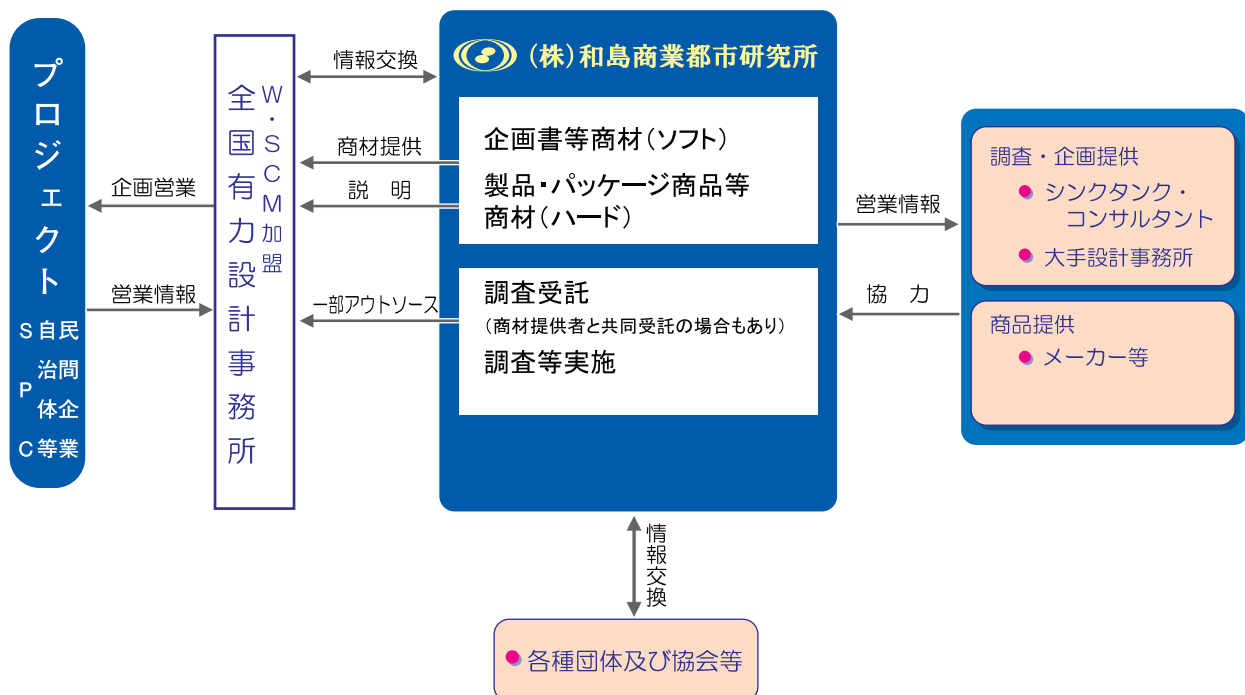 プロジェクト
民間企業
自治体等
SPC
企画営業
営業情報
W・SCM加盟
全国有力設計事務所
情報交換
商材提供
説 明
一部アウトソース
(株)和島商業都市研究所
企画書等商材(ソフト)
製品・パッケージ商品等
商材(ハード)
調査受託
(商材提供者と共同受託の場合もあり)
調査等実施
営業情報
協 力
調査・企画提供
シンクタンク・
コンサルタント
大手設計事務所
商品提供
メーカー等
情報交換
各種団体及び協会等